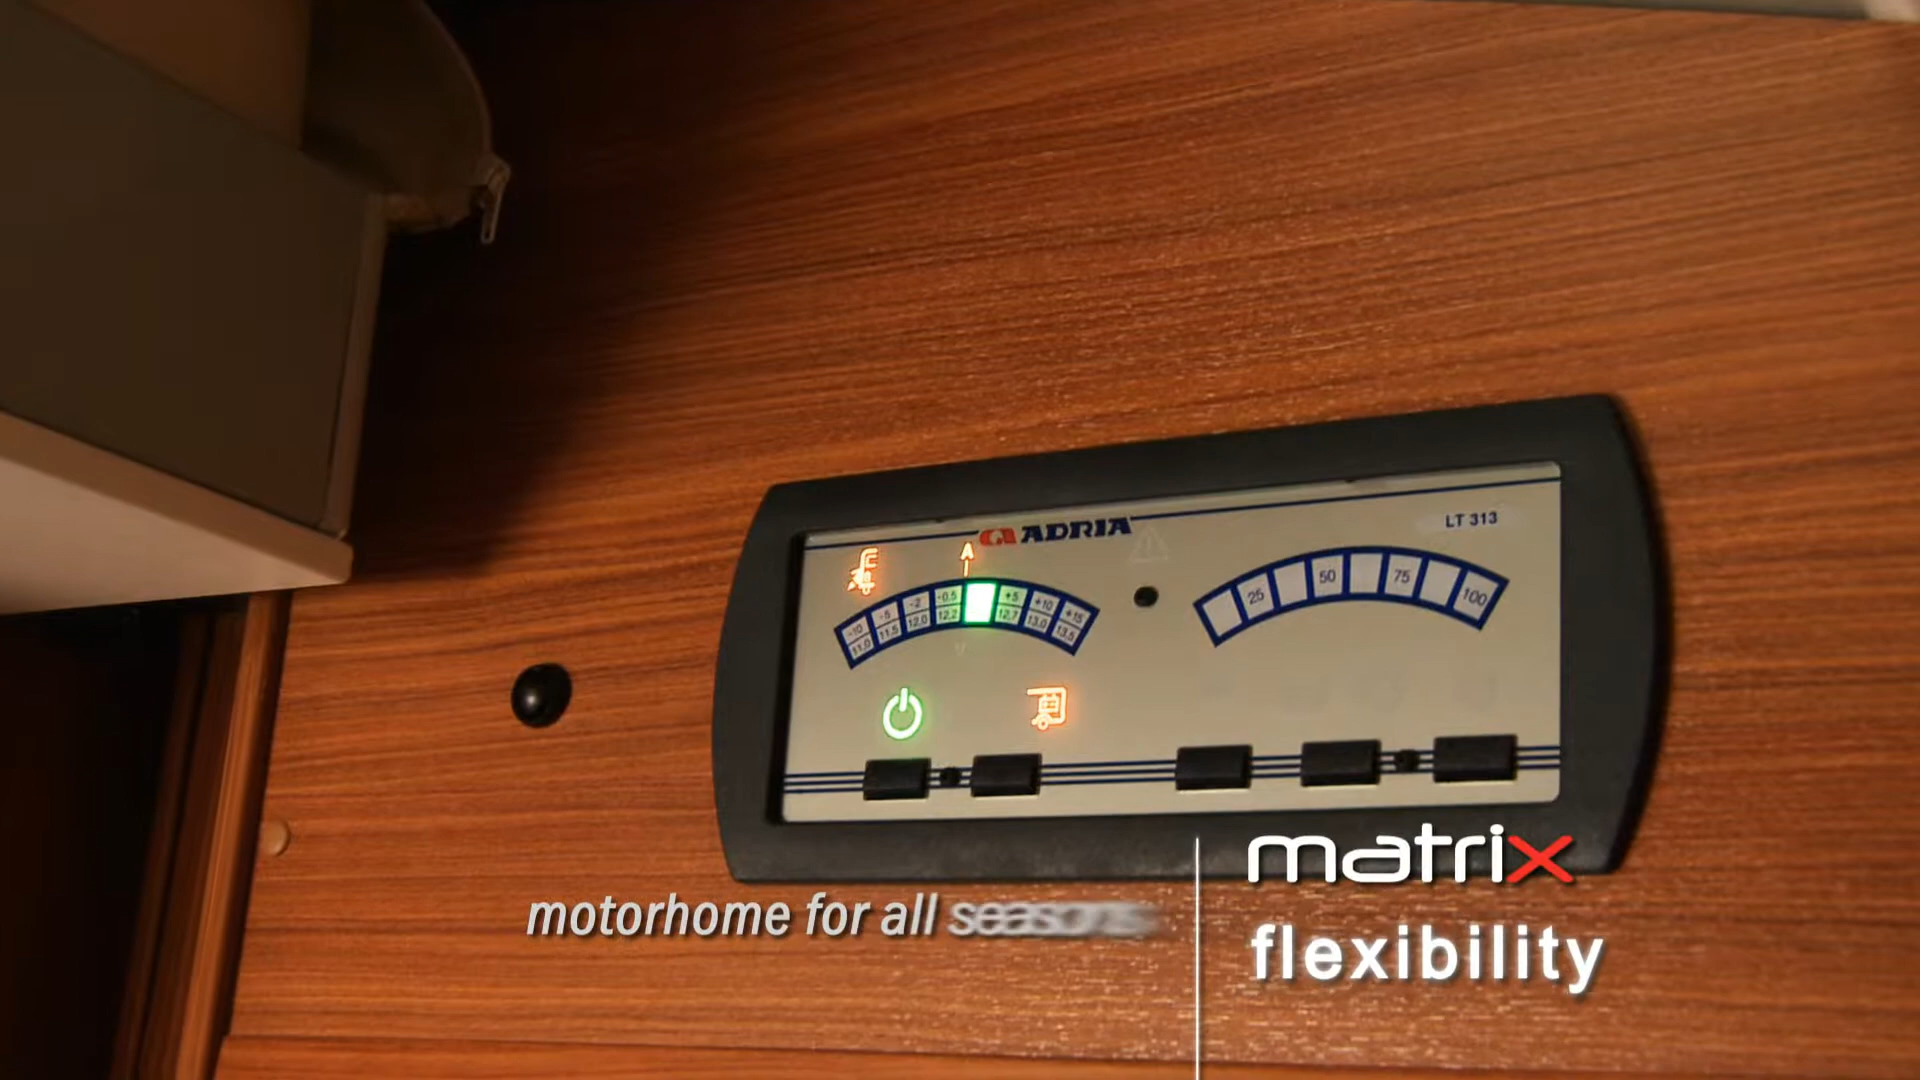 ADRIA
LT 313
A
-10 -5 -2 -0.5 +5 +10 +15
11,0 11,5 12,0 12,2 12,7 13,0 13,5
25 50 75 100
matrix
motorhome for all seasons
flexibility